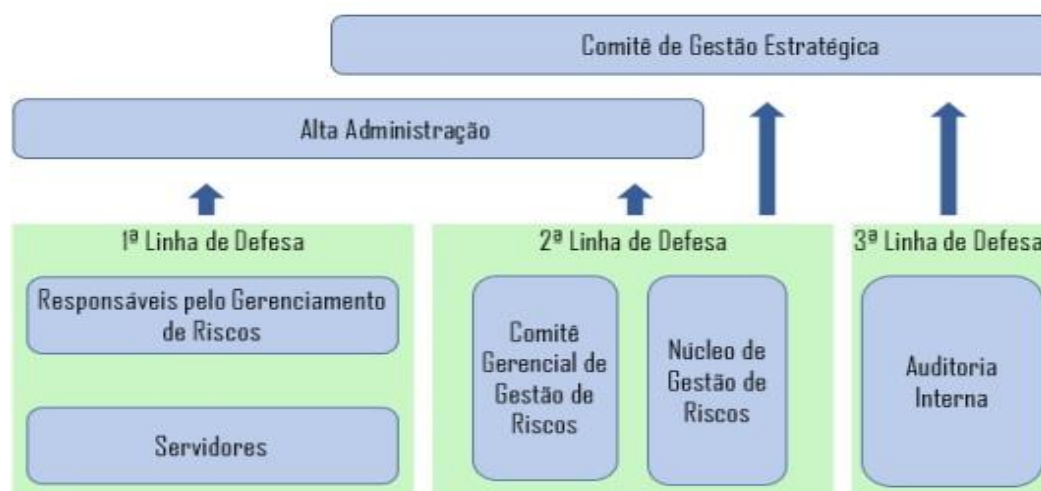 Comitê de Gestão Estratégica
Alta Administração
1ª Linha de Defesa
Responsáveis pelo Gerenciamento
de Riscos
Servidores
2ª Linha de Defesa
Comitê
Gerencial de
Gestão de
Riscos
Núcleo de
Gestão de
Riscos
3ª Linha de Defesa
Auditoria
Interna